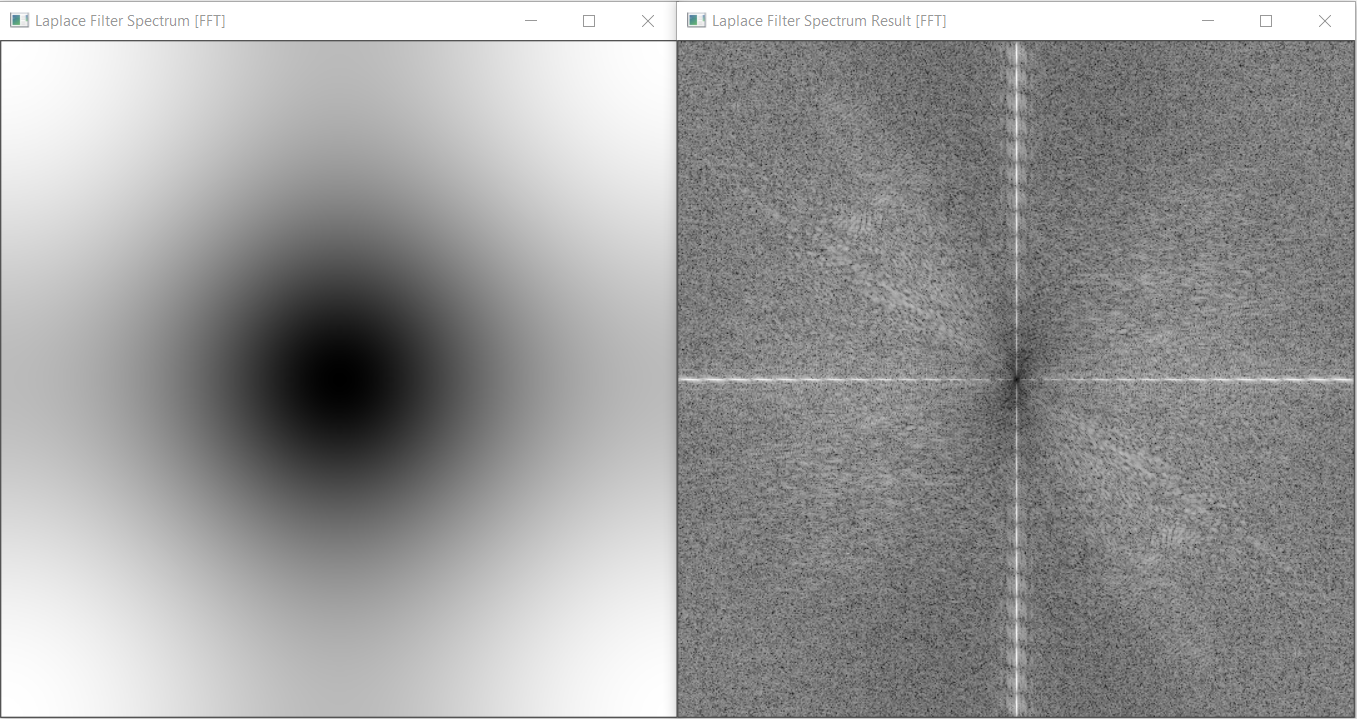 Laplace Filter Spectrum [FFT]
Laplace Filter Spectrum Result [FFT]